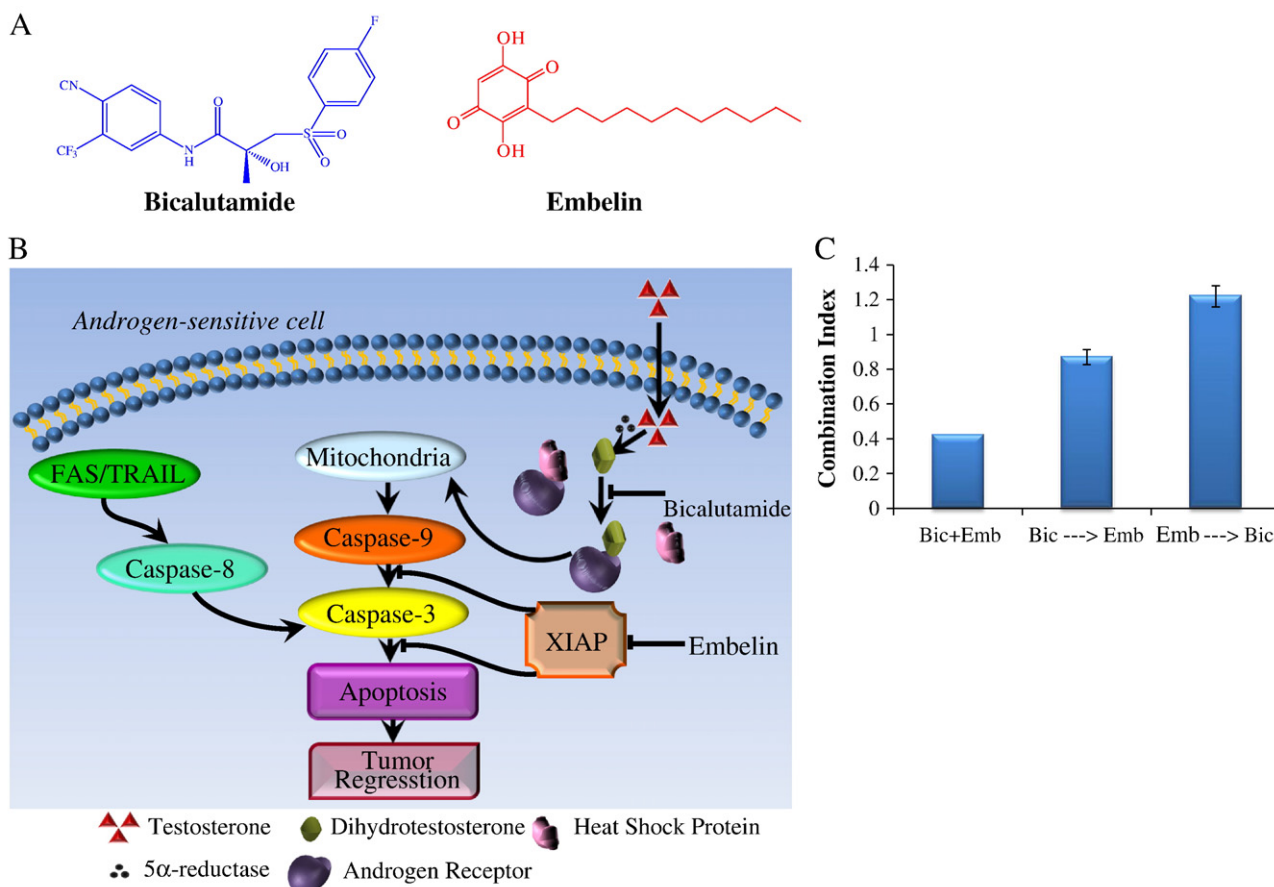 A
F
CN
CF3
O
N
H
OH
S
O
O
Bicalutamide
OH
O
O
OH
Embelin
B
Androgen-sensitive cell
FAS/TRAIL
Mitochondria
Caspase-9
Caspase-8
Caspase-3
Bicalutamide
XIAP
Embelin
Apoptosis
Tumor
Regresstion
Testosterone
Dihydrotestosterone
Heat Shock Protein
5α-reductase
Androgen Receptor
C
Combination Index
1.4
1.2
1
0.8
0.6
0.4
0.2
0
Bic+Emb
Bic ---> Emb
Emb ---> Bic